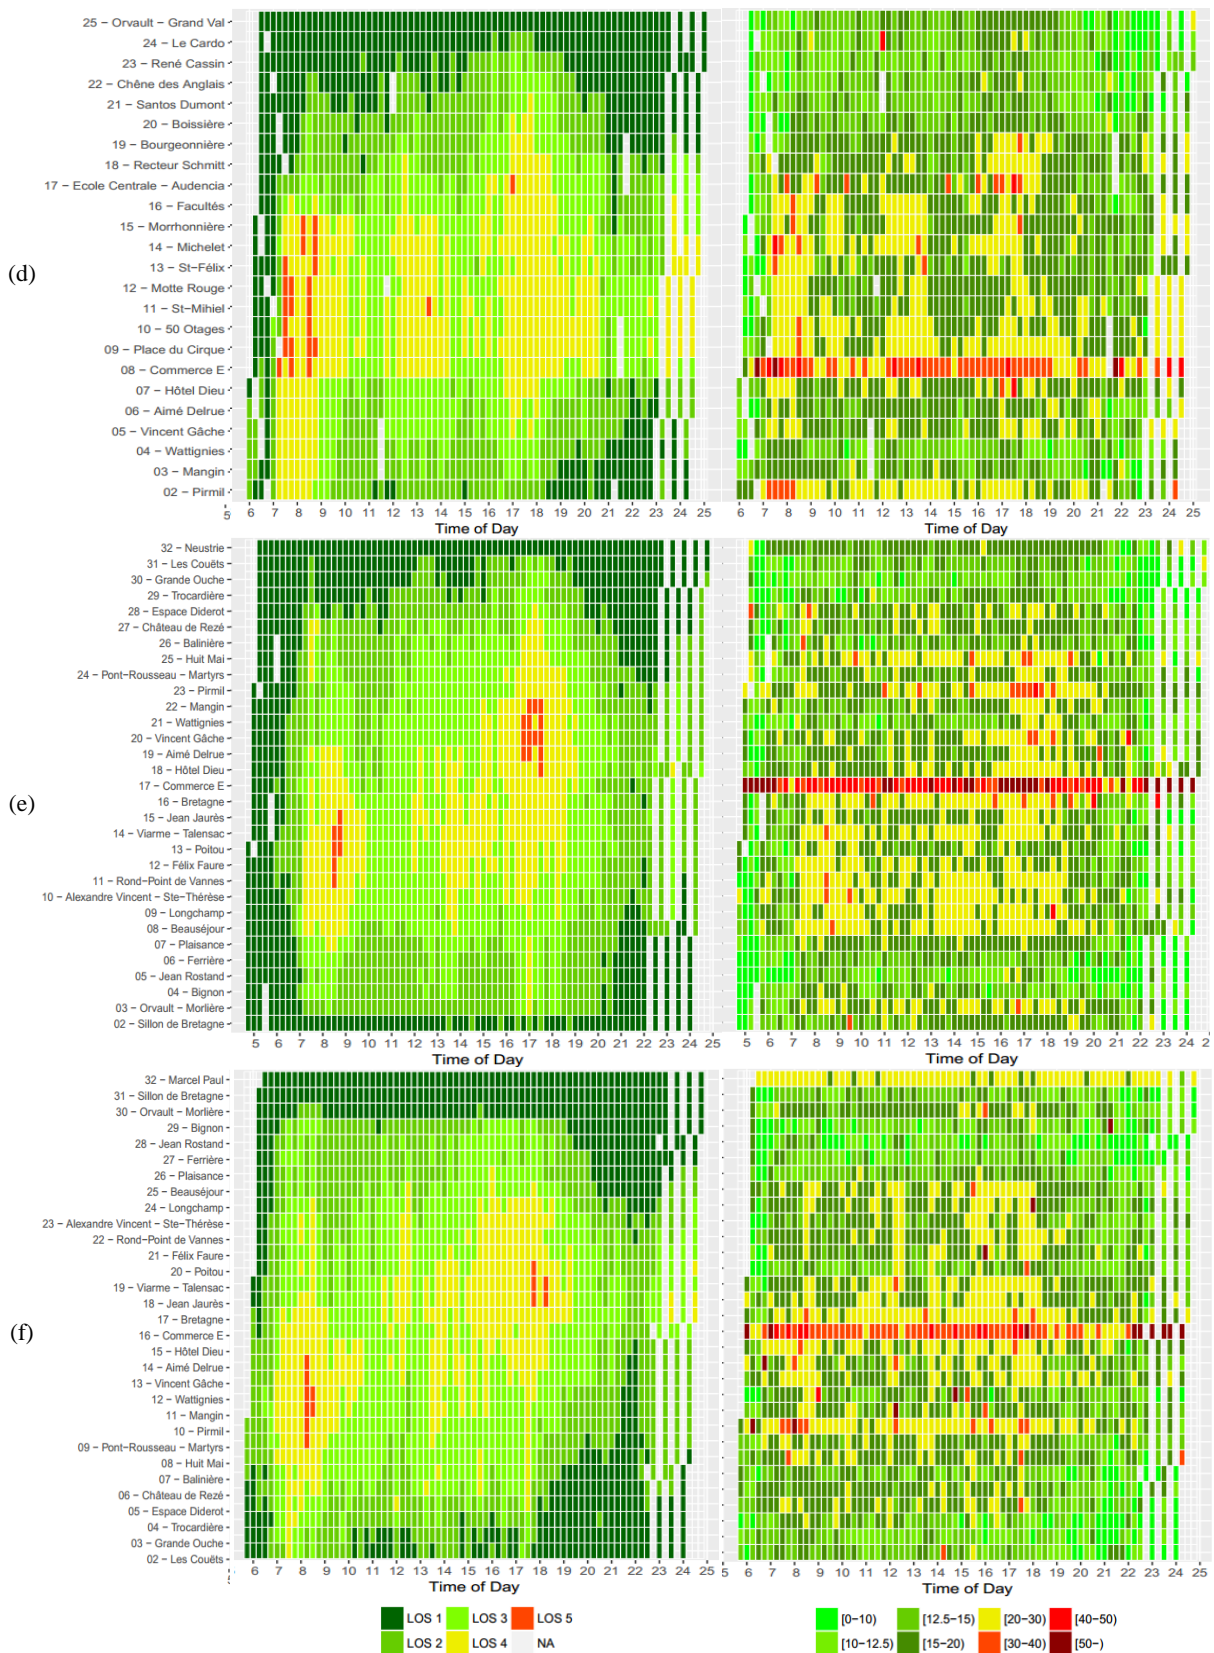 25 − Orvault − Grand Val
24 − Le Cardo
23 − René Cassin
22 − Chêne des Anglais
21 − Santos Dumont
20 − Boissière
19 − Bourgeonnière
18 − Recteur Schmitt
17 − Ecole Centrale − Audencia
16 − Facultés
15 − Morrhonnière
14 − Michelet
(d)
13 − St−Félix
12 − Motte Rouge
11 − St−Mihiel
10 − 50 Otages
09 − Place du Cirque
08 − Commerce E
07 − Hôtel Dieu
06 − Aimé Delrue
05 − Vincent Gâche
04 − Wattignies
03 − Mangin
02 − Pirmil
6 7 8 9 10 11 12 13 14 15 16 17 18 19 20 21 22 23 24 25
6 7 8 9 10 11 12 13 14 15 16 17 18 19 20 21 22 23 24 25
Time of Day
Time of Day
32 − Neustrie
31 − Les Couëts
30 − Grande Ouche
29 − Trocardière
28 − Espace Diderot
27 − Château de Rezé
26 − Balinière
25 − Huit Mai
24 − Pont−Rousseau − Martyrs
23 − Pirmil
22 − Mangin
21 − Wattignies
20 − Vincent Gâche
19 − Aimé Delrue
18 − Hôtel Dieu
17 − Commerce E
(e)
16 − Bretagne
15 − Jean Jaurès
14 − Viarme − Talensac
13 − Poitou
12 − Félix Faure
11 − Rond−Point de Vannes
10 − Alexandre Vincent − Ste−Thérèse
09 − Longchamp
08 − Beauséjour
07 − Plaisance
06 − Ferrière
05 − Jean Rostand
04 − Bignon
03 − Orvault − Morlière
02 − Sillon de Bretagne
5 6 7 8 9 10 11 12 13 14 15 16 17 18 19 20 21 22 23 24 25
5 6 7 8 9 10 11 12 13 14 15 16 17 18 19 20 21 22 23 24
Time of Day
Time of Day
32 − Marcel Paul
31 − Sillon de Bretagne
30 − Orvault − Morlière
29 − Bignon
28 − Jean Rostand
27 − Ferrière
26 − Plaisance
25 − Beauséjour
24 − Longchamp
23 − Alexandre Vincent − Ste−Thérèse
22 − Rond−Point de Vannes
21 − Félix Faure
20 − Poitou
19 − Viarme − Talensac
18 − Jean Jaurès
17 − Bretagne
(f)
16 − Commerce E
15 − Hôtel Dieu
14 − Aimé Delrue
13 − Vincent Gâche
12 − Wattignies
11 − Mangin
10 − Pirmil
09 − Pont−Rousseau − Martyrs
08 − Huit Mai
07 − Balinière
06 − Château de Rezé
05 − Espace Diderot
04 − Trocardière
03 − Grande Ouche
02 − Les Couëts
6 7 8 9 10 11 12 13 14 15 16 17 18 19 20 21 22 23 24 25
6 7 8 9 10 11 12 13 14 15 16 17 18 19 20 21 22 23 24 25
Time of Day
Time of Day
LOS 1 LOS 3 LOS 5
LOS 2 LOS 4 NA
[0−10) [12.5−15) [20−30) [40−50)
[10−12.5) [15−20) [30−40) [50−)